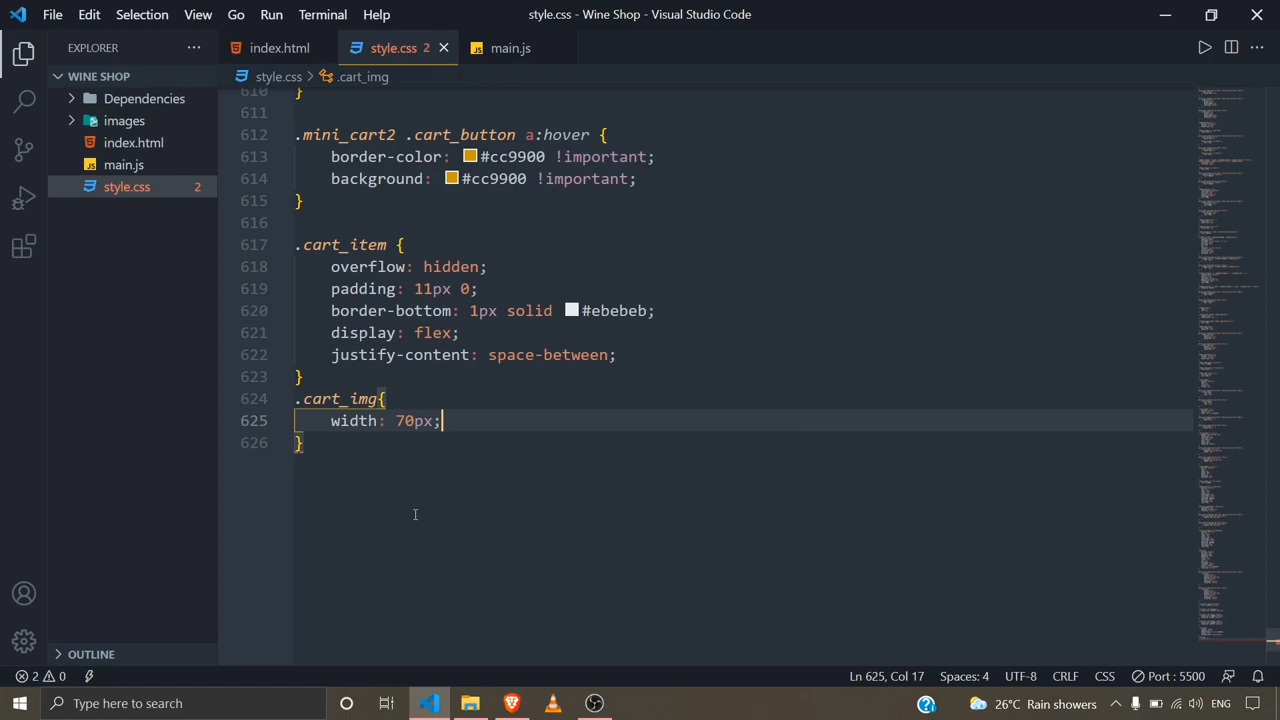 File Edit Selection View Go Run Terminal Help
style.css - Wine Shop - Visual Studio Code
EXPLORER
index.html
style.css 2
main.js
WINE SHOP
style.css > .cart_img
Dependencies
images
index.html
main.js
style.css 2
610 }
611
612 .mini_cart2 .cart_button a:hover {
613 border-color: #cc9900 !important;
614 background: #cc9900 !important;
615 }
616
617 .cart_item {
618 overflow: hidden;
619 padding: 11px 0;
620 border-bottom: 1px solid #ebebeb;
621 display: flex;
622 justify-content: space-between;
623 }
624 .cart_img{
625 width: 70px;
626 }
OUTLINE
2 0
Ln 625, Col 17 Spaces: 4 UTF-8 CRLF CSS Port : 5500
Type here to search
26°C Rain showers ENG